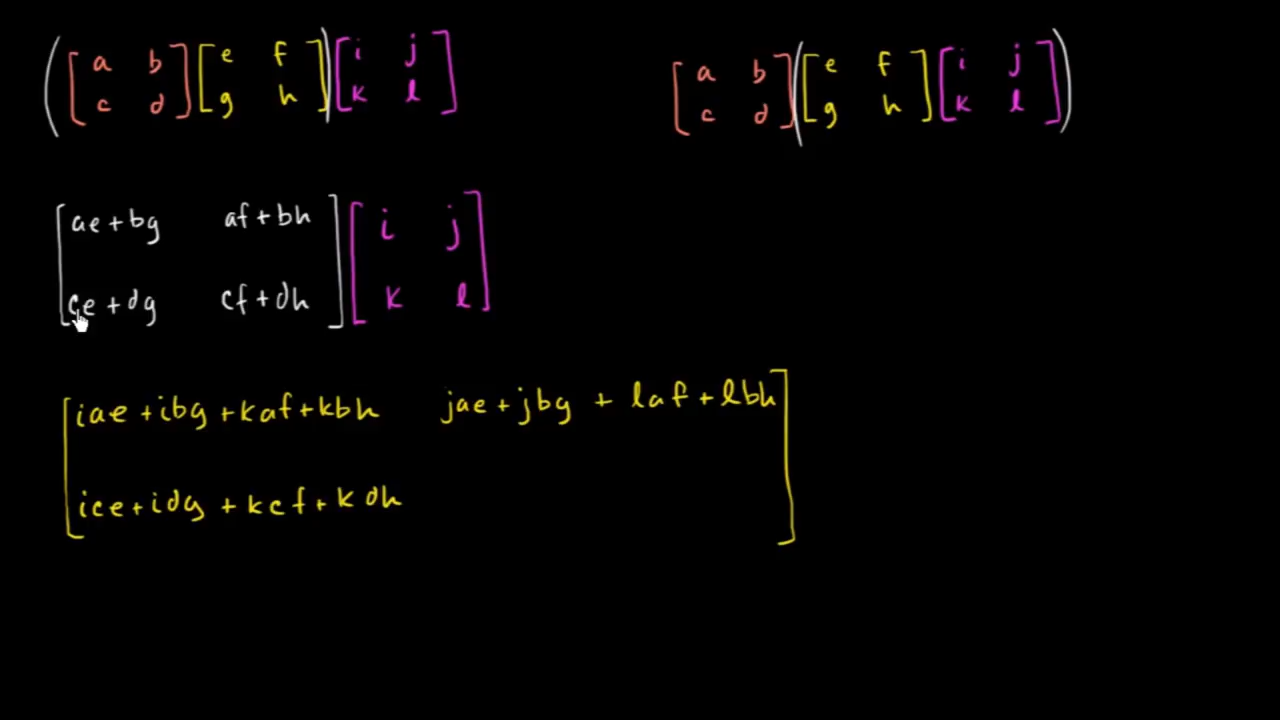 ( [ a b ] [ e f ] ) [ i j ]    [ a b ] ( [ e f ] [ i j ] )
c d g h k l    c d g h k l
[ ae + bg    af + bh ] [ i j ]
ce + dg    cf + dh    k l
[ iae + ibg + kaf + kbh    jae + jbg + laf + lbh ]
ice + idg + kcf + kdh